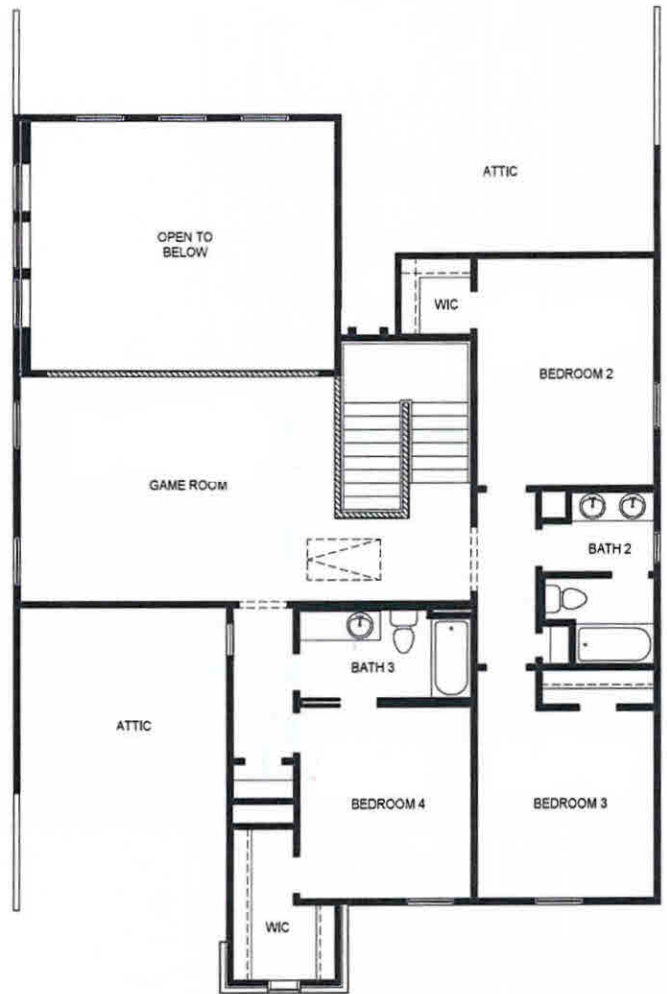 ATTIC
OPEN TO
BELOW
WIC
BEDROOM 2
GAME ROOM
BATH 2
BATH 3
ATTIC
BEDROOM 4
BEDROOM 3
WIC